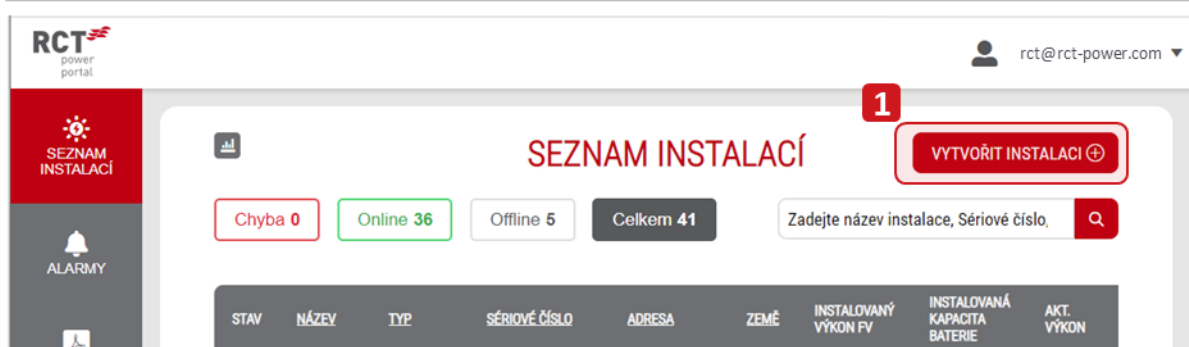 RCT
power
portal
rct@rct-power.com
1
SEZNAM
INSTALACÍ
SEZNAM INSTALACÍ
VYTVOŘIT INSTALACI
Chyba 0
Online 36
Offline 5
Celkem 41
Zadejte název instalace, Sériové číslo,
ALARMY
STAV
NÁZEV
TYP
SÉRIOVÉ ČÍSLO
ADRESA
ZEMĚ
INSTALOVANÝ
VÝKON FV
INSTALOVANÁ
KAPACITA
BATERIE
AKT.
VÝKON